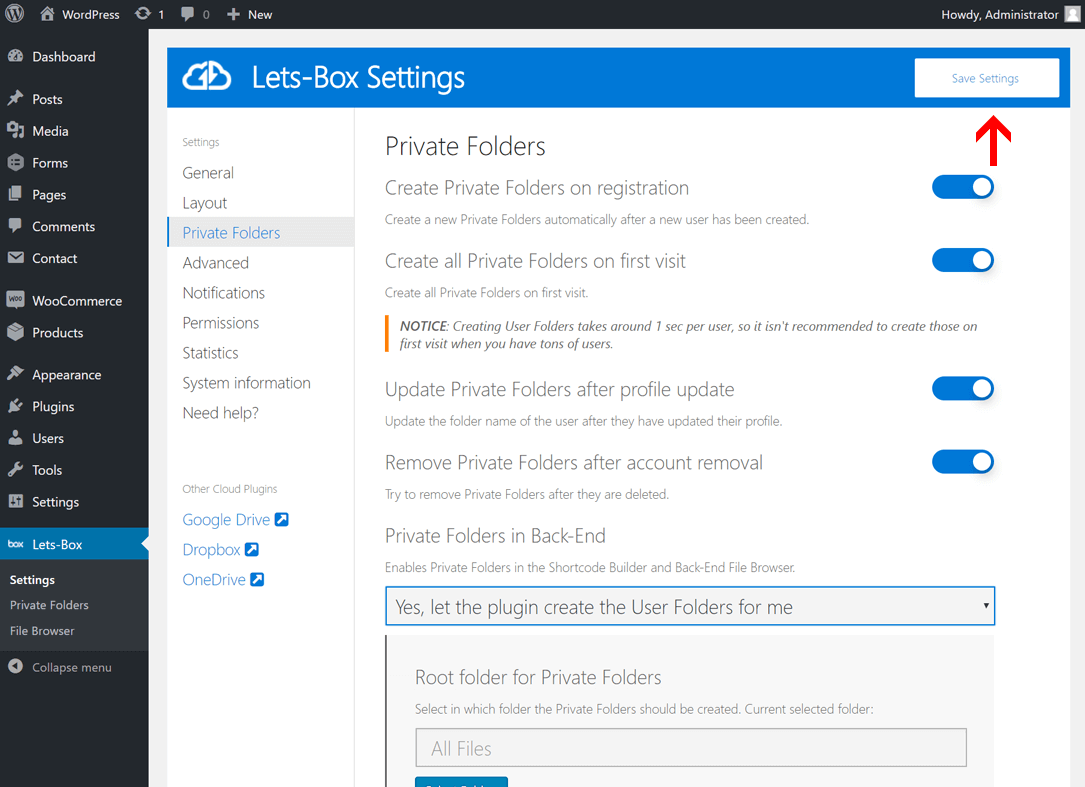 WordPress 1 0 New
Howdy, Administrator
Dashboard
Posts
Media
Forms
Pages
Comments
Contact
WOO WooCommerce
Products
Appearance
Plugins
Users
Tools
Settings
box Lets-Box
Settings
Private Folders
File Browser
Collapse menu
Lets-Box Settings
Save Settings
Settings
General
Layout
Private Folders
Advanced
Notifications
Permissions
Statistics
System information
Need help?
Other Cloud Plugins
Google Drive
Dropbox
OneDrive
Private Folders
Create Private Folders on registration
Create a new Private Folders automatically after a new user has been created.
Create all Private Folders on first visit
Create all Private Folders on first visit.
NOTICE: Creating User Folders takes around 1 sec per user, so it isn't recommended to create those on
first visit when you have tons of users.
Update Private Folders after profile update
Update the folder name of the user after they have updated their profile.
Remove Private Folders after account removal
Try to remove Private Folders after they are deleted.
Private Folders in Back-End
Enables Private Folders in the Shortcode Builder and Back-End File Browser.
Yes, let the plugin create the User Folders for me
Root folder for Private Folders
Select in which folder the Private Folders should be created. Current selected folder:
All Files